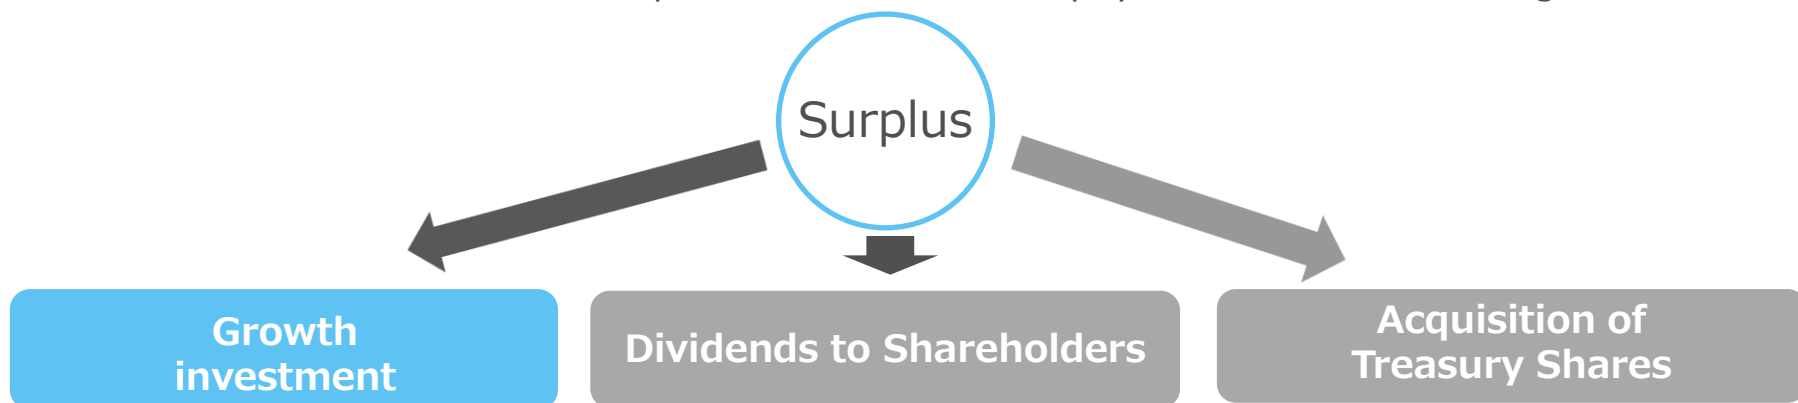 Surplus
Growth
investment
Dividends to Shareholders
Acquisition of
Treasury Shares